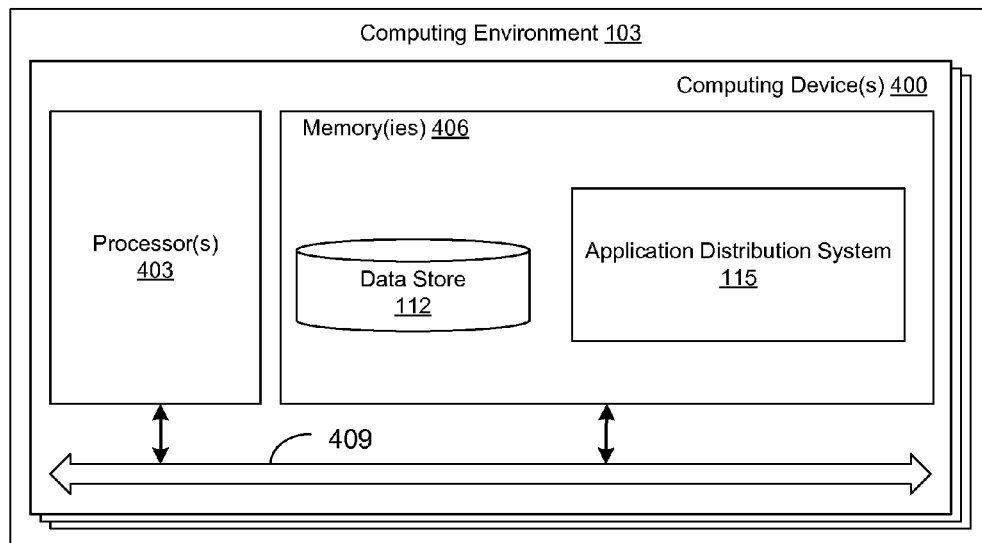 Computing Environment 103
Computing Device(s) 400
Memory(ies) 406
Processor(s)
403
Data Store
112
Application Distribution System
115
409